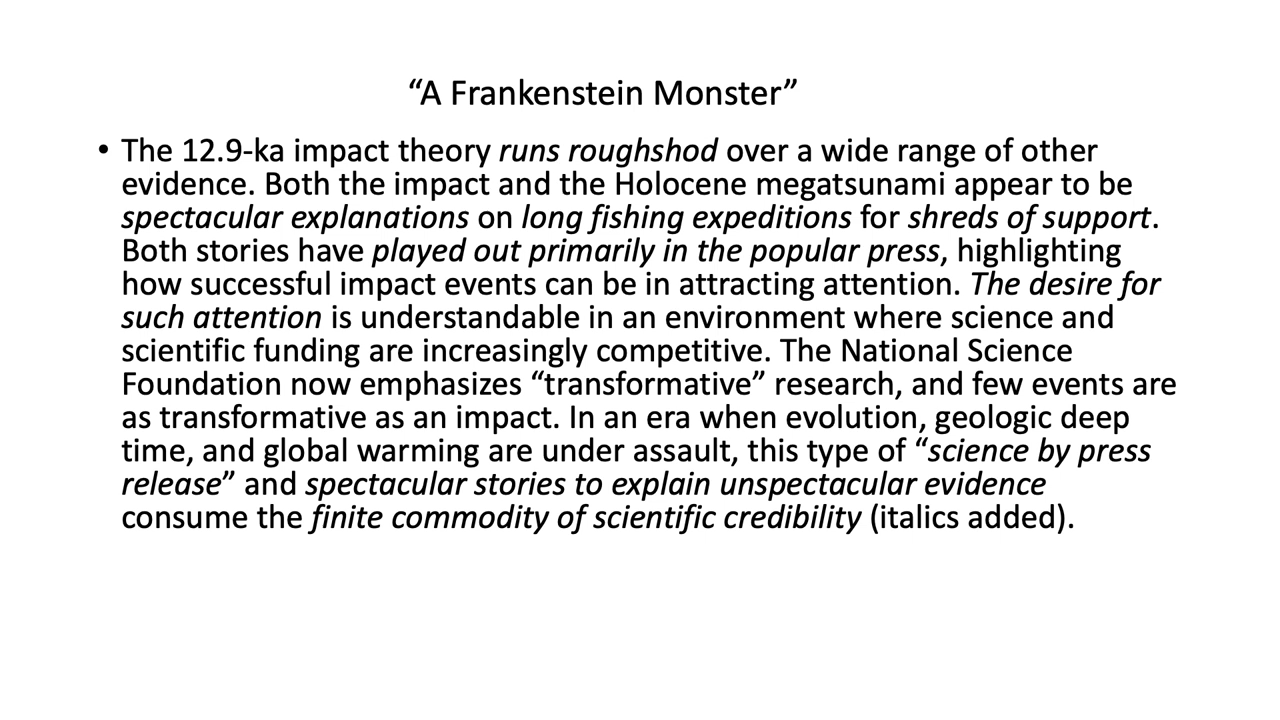 “A Frankenstein Monster”
• The 12.9-ka impact theory runs roughshod over a wide range of other
evidence. Both the impact and the Holocene megatsunami appear to be
spectacular explanations on long fishing expeditions for shreds of support.
Both stories have played out primarily in the popular press, highlighting
how successful impact events can be in attracting attention. The desire for
such attention is understandable in an environment where science and
scientific funding are increasingly competitive. The National Science
Foundation now emphasizes “transformative” research, and few events are
as transformative as an impact. In an era when evolution, geologic deep
time, and global warming are under assault, this type of “science by press
release” and spectacular stories to explain unspectacular evidence
consume the finite commodity of scientific credibility (italics added).